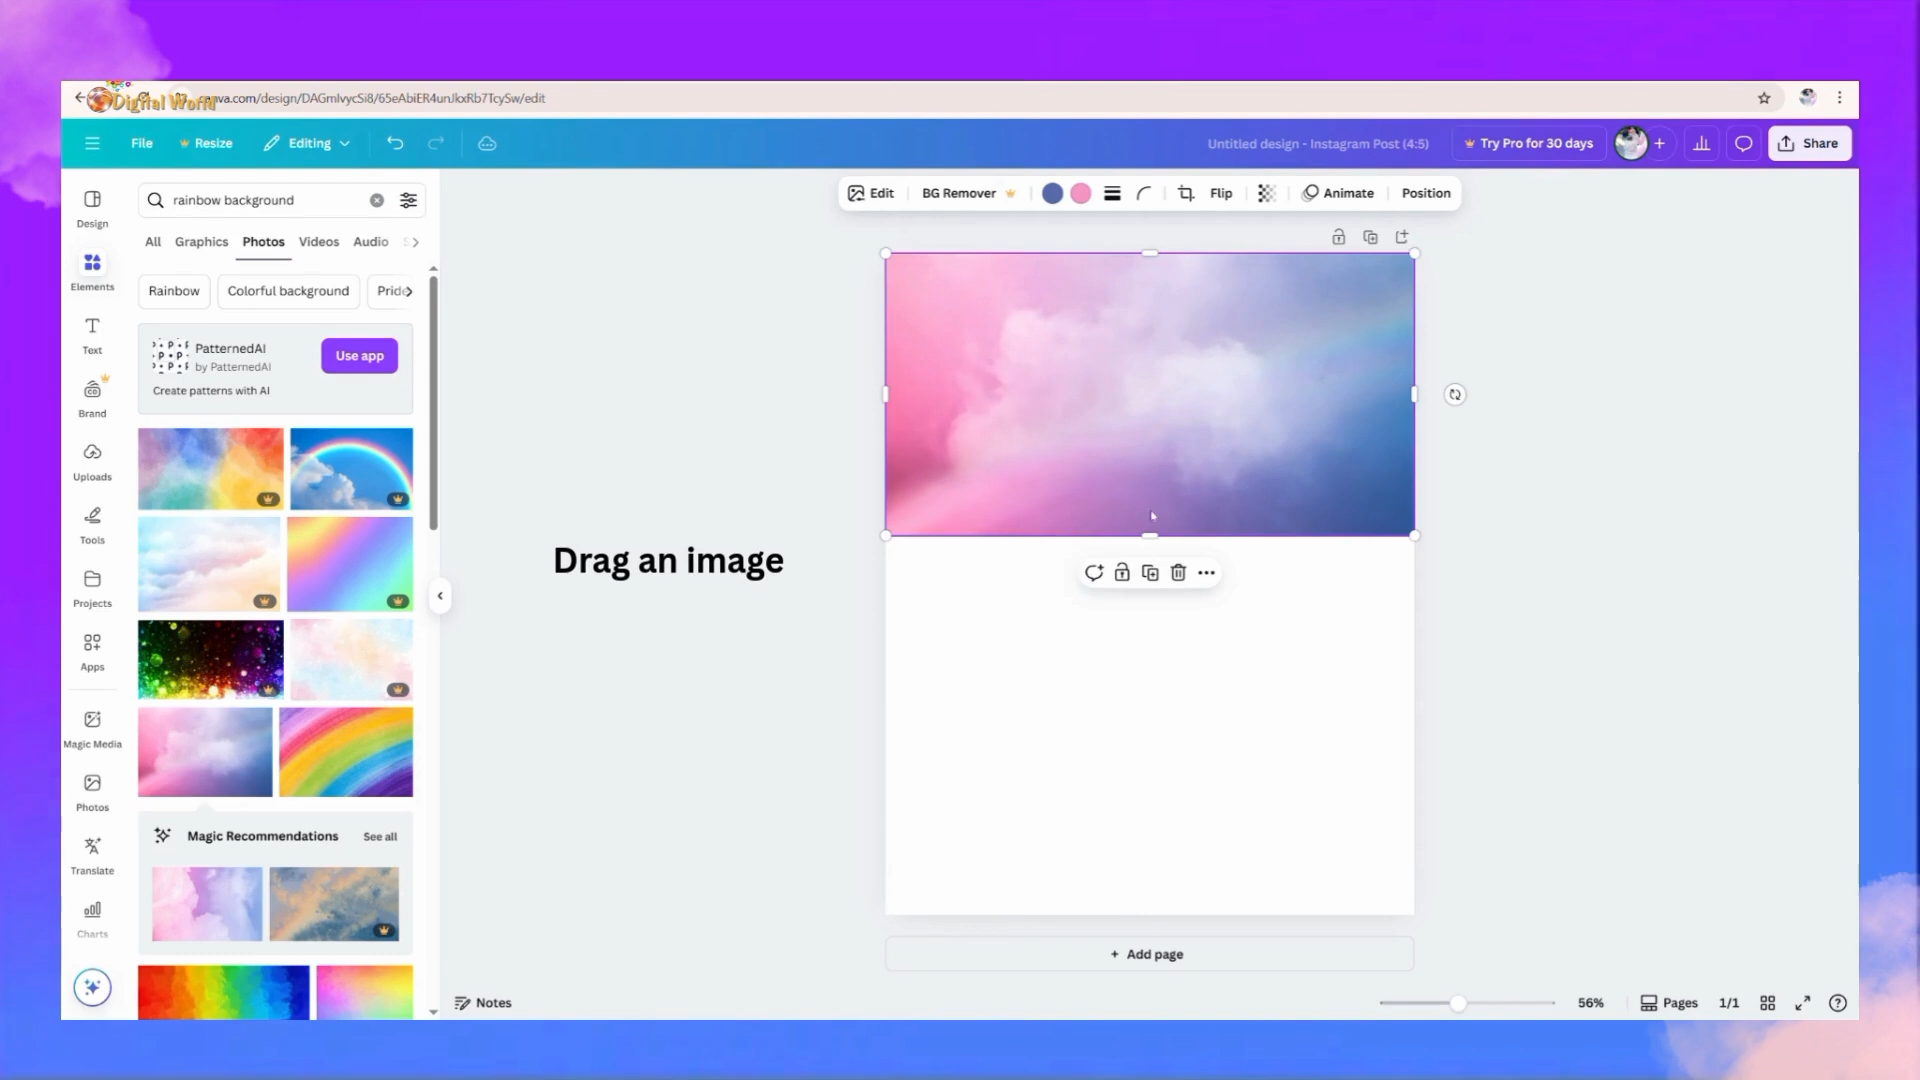 Digital World
nva.com/design/DAGmlvycSi8/65eAbiER4unJkxRb7TcySw/edit
File
Resize
Editing
Untitled design - Instagram Post (4:5)
Try Pro for 30 days
+
Share
Design
Elements
Text
Brand
Uploads
Tools
Projects
Apps
Magic Media
Photos
Translate
Charts
rainbow background
All Graphics Photos Videos Audio S
Rainbow
Colorful background
Pride
PatternedAI
by PatternedAI
Use app
Create patterns with AI
Magic Recommendations
See all
Edit
BG Remover
Flip
Animate
Position
Drag an image
+ Add page
Notes
56%
Pages
1/1